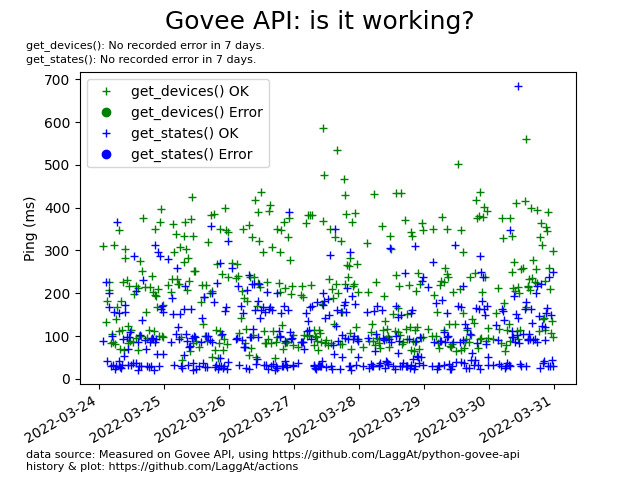 Govee API: is it working?
get_devices(): No recorded error in 7 days.
get_states(): No recorded error in 7 days.
get_devices() OK
get_devices() Error
get_states() OK
get_states() Error
Ping (ms)
700
600
500
400
300
200
100
0
2022-03-24
2022-03-25
2022-03-26
2022-03-27
2022-03-28
2022-03-29
2022-03-30
2022-03-31
data source: Measured on Govee API, using https://github.com/LaggAt/python-govee-api
history & plot: https://github.com/LaggAt/actions